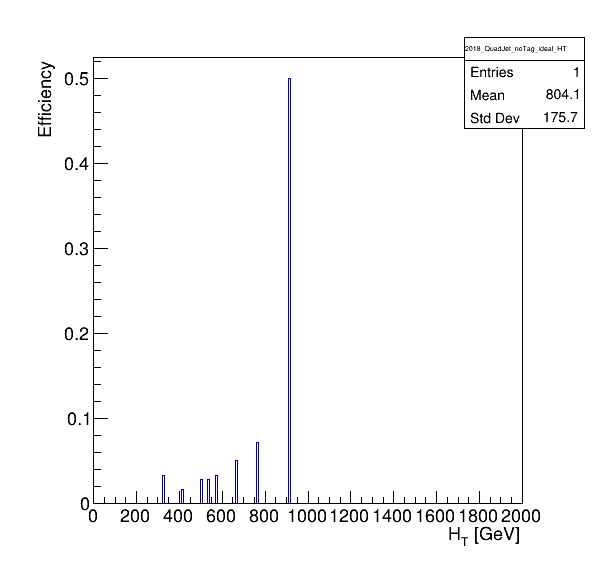 2018_QuadJet_noTag_ideal_HT
Entries 1
Mean 804.1
Std Dev 175.7
Efficiency
0.5
0.4
0.3
0.2
0.1
0
0 200 400 600 800 1000 1200 1400 1600 1800 2000
H_T [GeV]